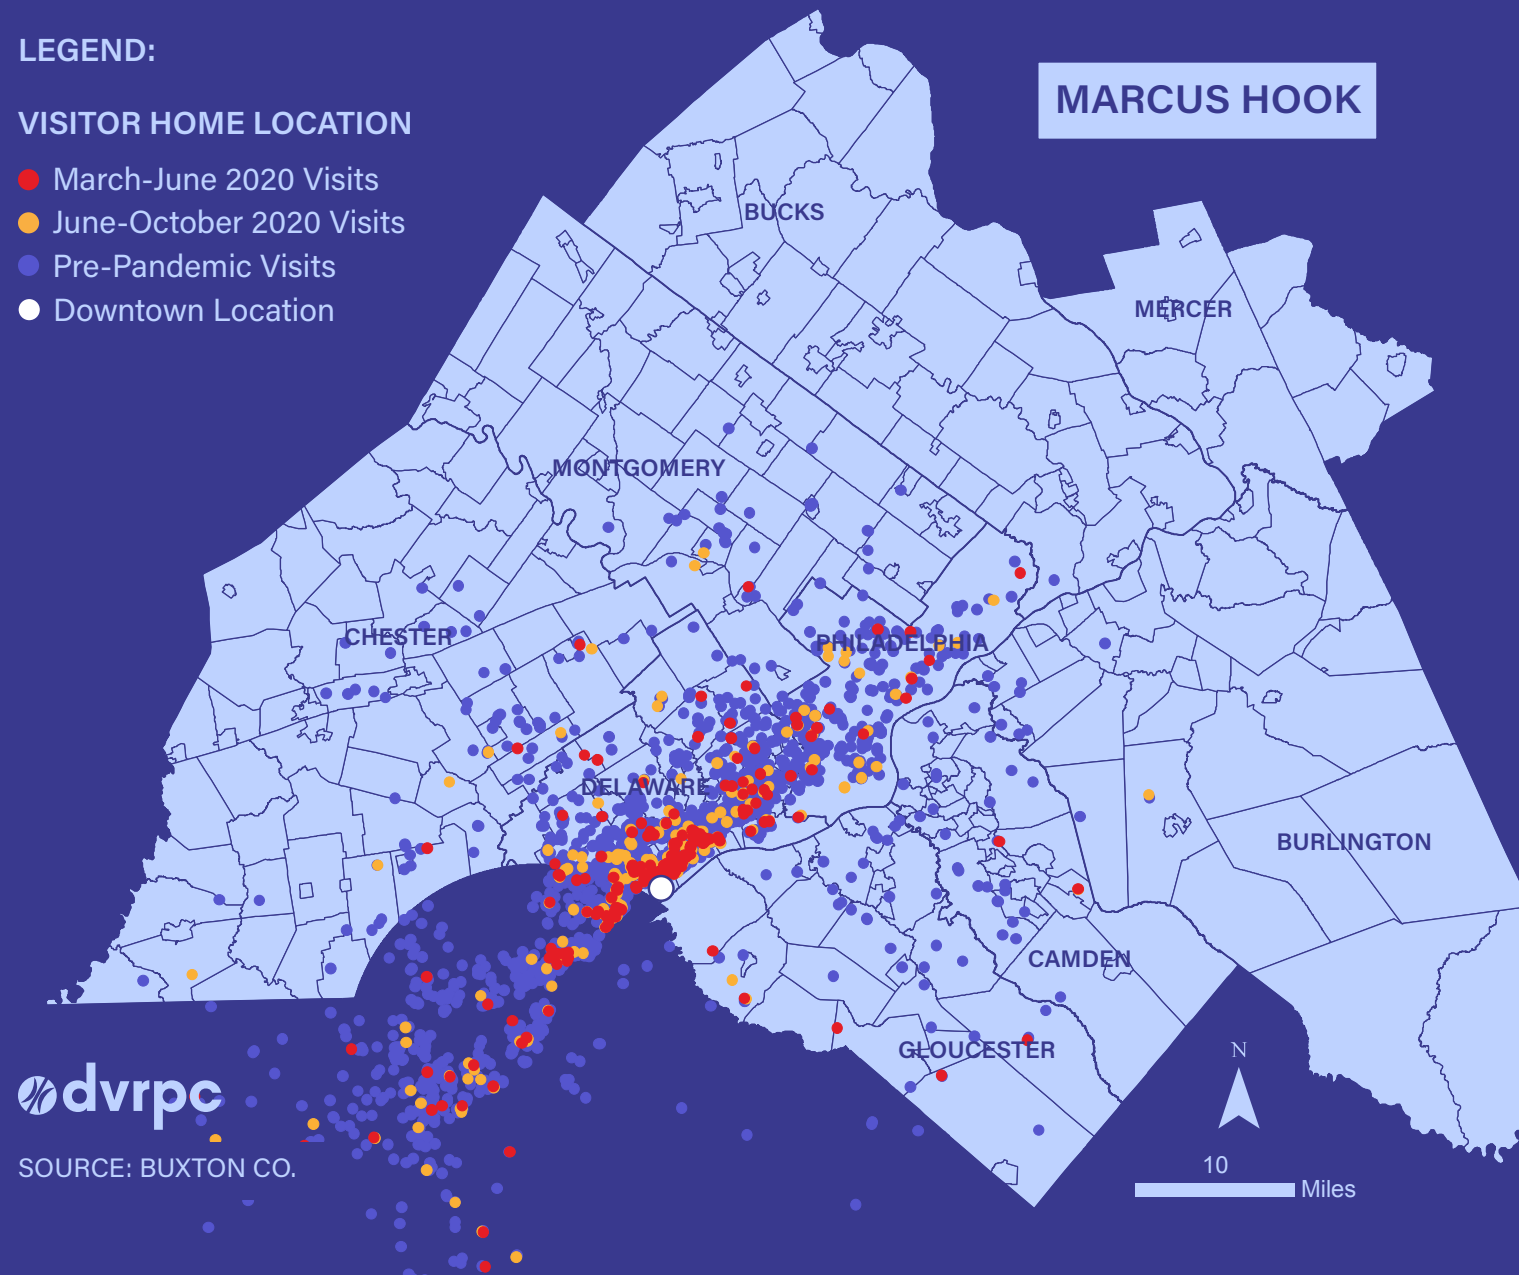 LEGEND:
MARCUS HOOK
VISITOR HOME LOCATION
March-June 2020 Visits
June-October 2020 Visits
Pre-Pandemic Visits
Downtown Location
BUCKS
MERCER
MONTGOMERY
CHESTER
PHILADELPHIA
DELAWARE
BURLINGTON
CAMDEN
GLOUCESTER
N
dvrpc
10
Miles
SOURCE: BUXTON CO.